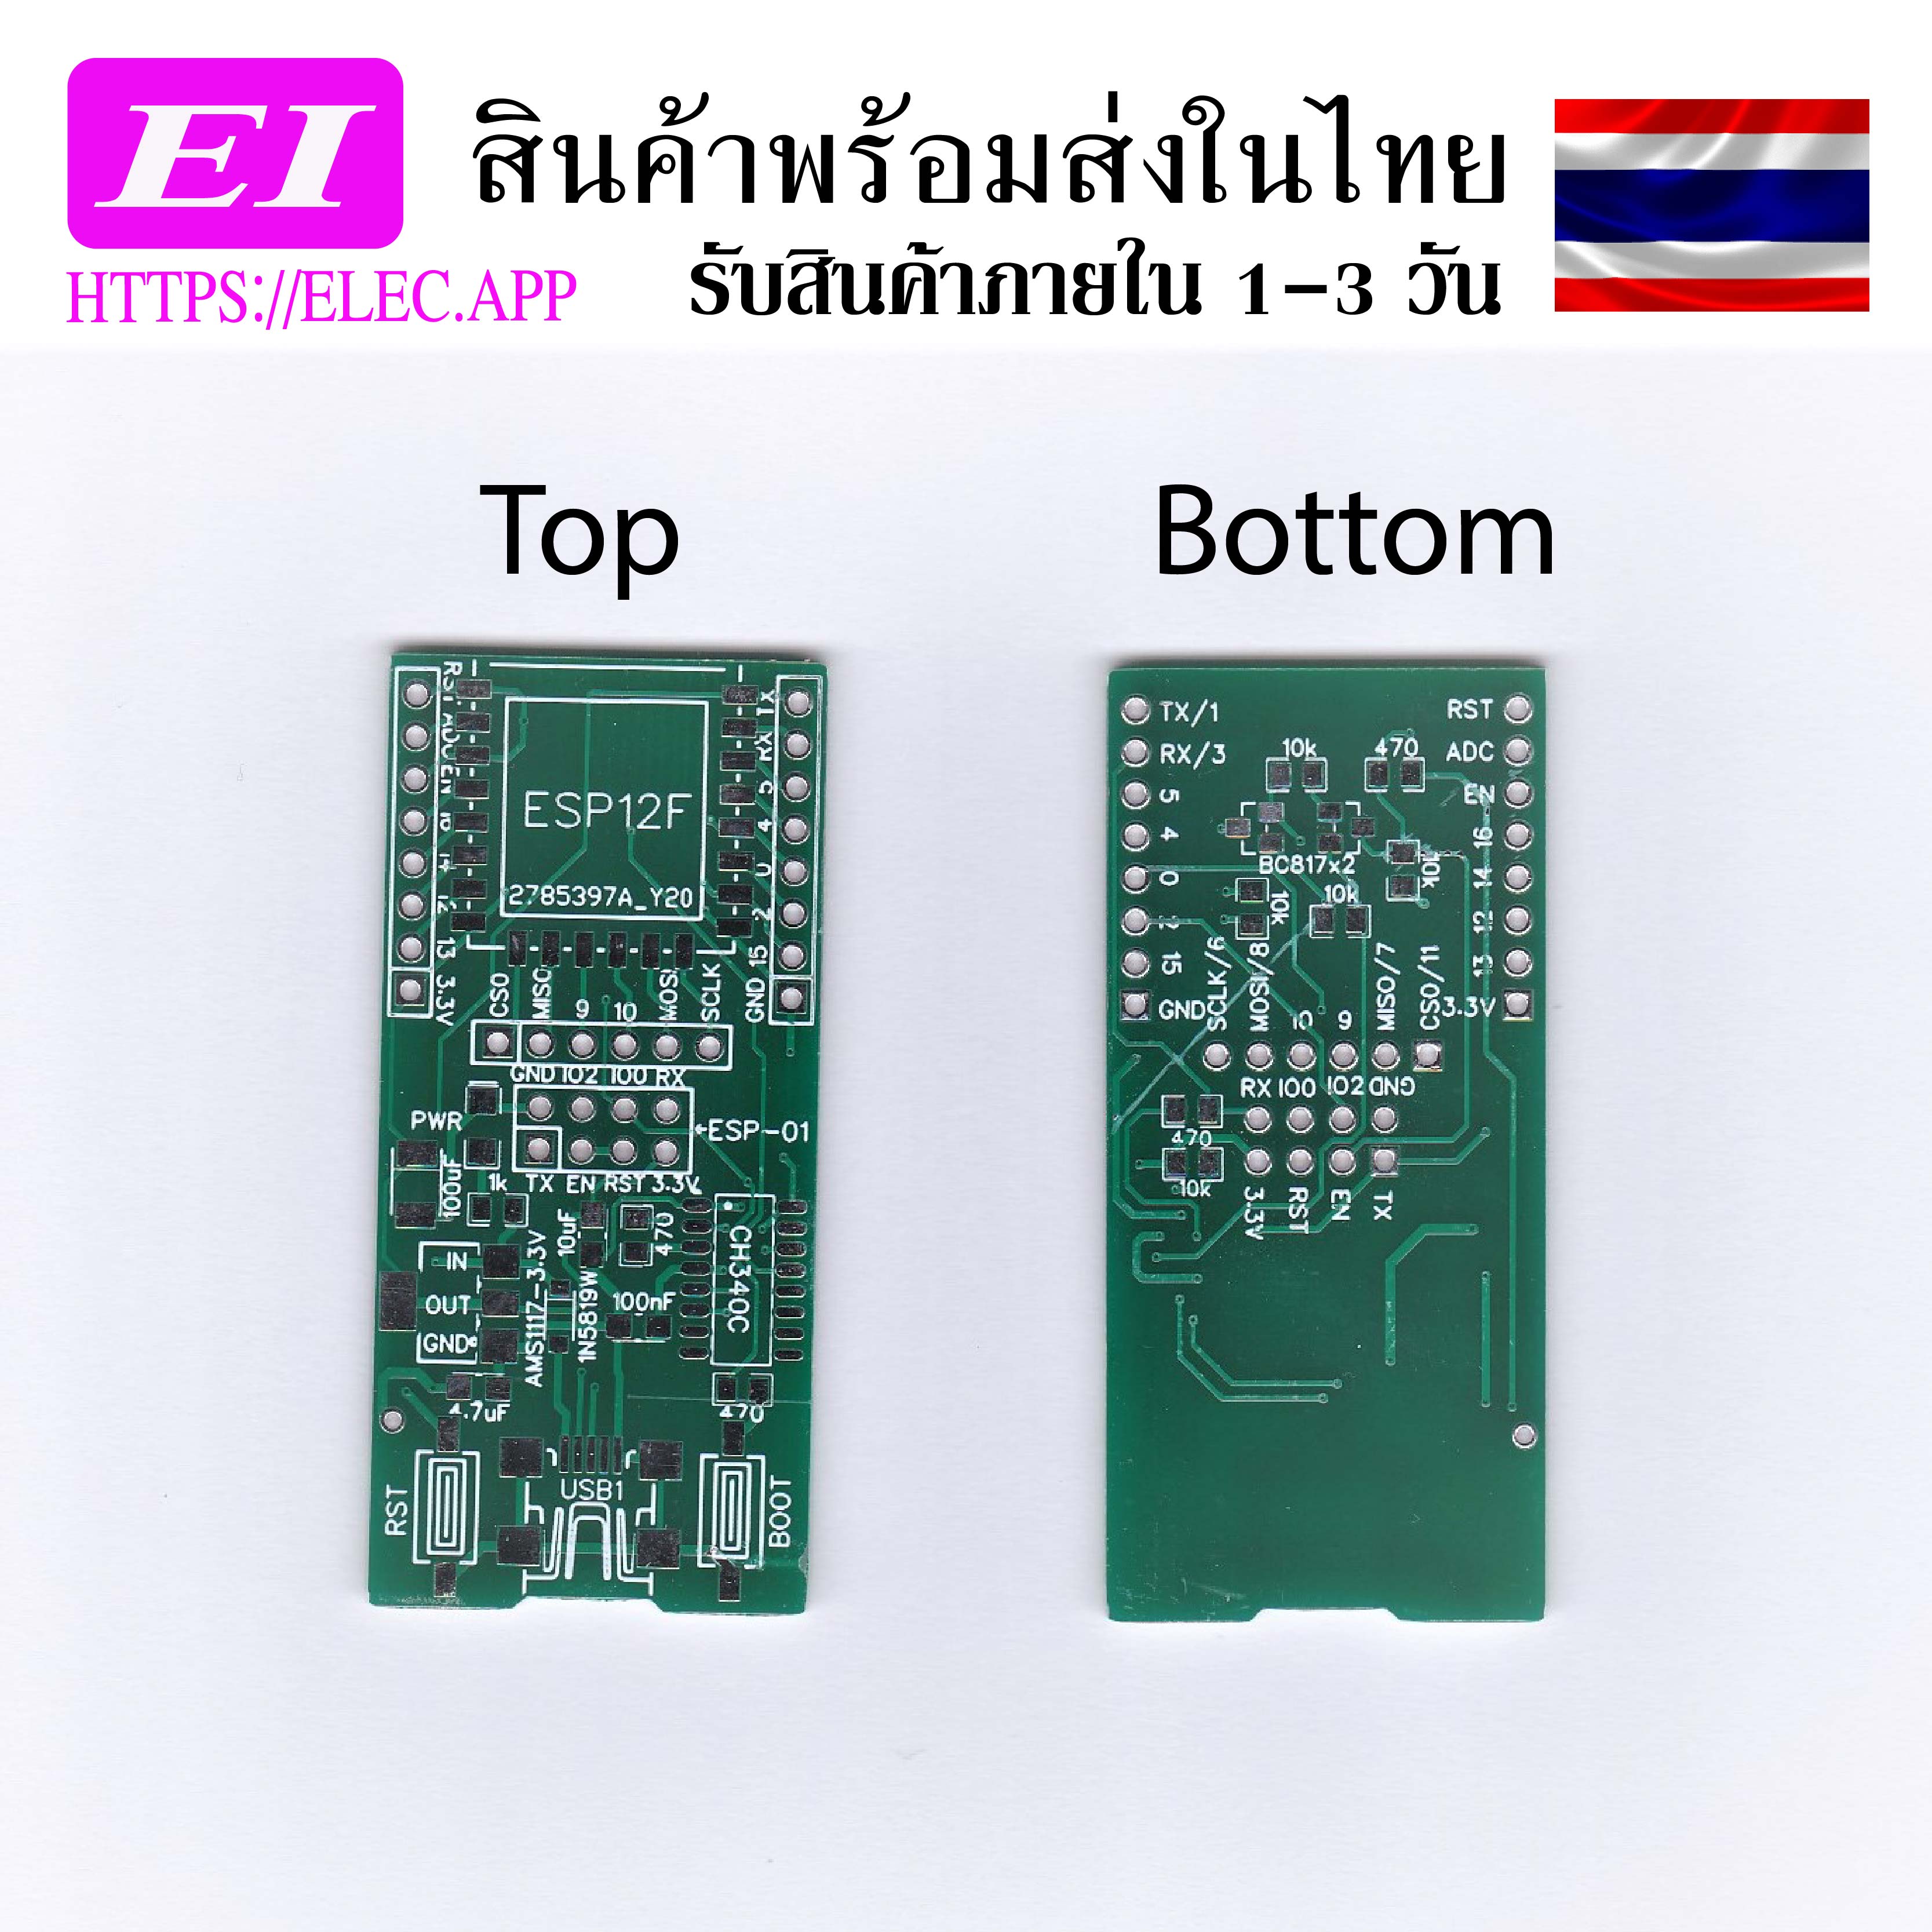 EI
สินค้าพร้อมส่งในไทย
HTTPS://ELEC.APP
รับสินค้าภายใน 1-3 วัน
Top
Bottom
RST
ADC
EN
16
14
12
13
3.3V
TX
RX
5
4
0
2
15
GND
ESP12F
2785397A_Y20
CS0
MISO
9
10
MOSI
SCLK
GND IO2 IO0 RX
←ESP-01
TX EN RST 3.3V
PWR
100uF
1k
10uF
470
CH340C
IN
OUT
GND
AMS1117-3.3V
1N5819W
100nF
4.7uF
470
RST
USB1
BOOT
TX/1
RX/3
5
4
0
2
15
GND
RST
ADC
EN
16
14
12
13
3.3V
10k
470
BC817x2
10k
10k
10k
SCLK/6
MOSI/8
10
9
MISO/7
CS0/11
RX IO0 IO2 GND
470
10k
3.3V
RST
EN
TX